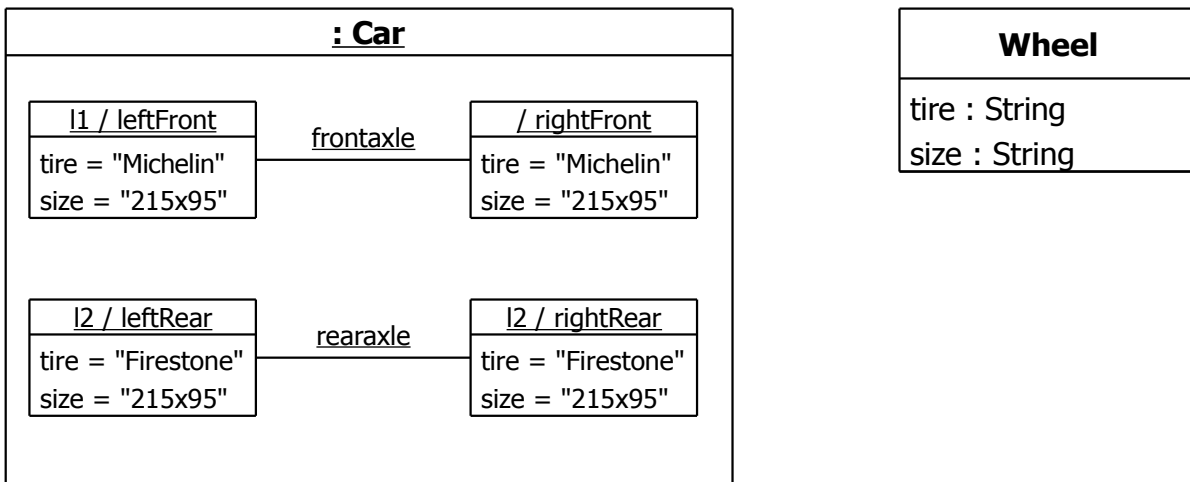 : Car
l1 / leftFront
tire = "Michelin"
size = "215x95"
frontaxle
/ rightFront
tire = "Michelin"
size = "215x95"
l2 / leftRear
tire = "Firestone"
size = "215x95"
rearaxle
l2 / rightRear
tire = "Firestone"
size = "215x95"
Wheel
tire : String
size : String